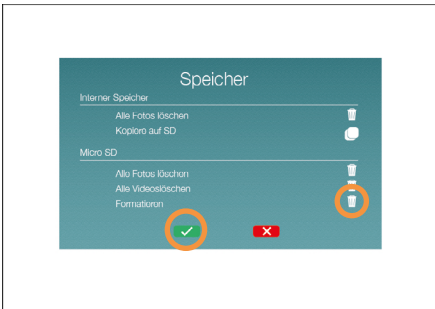 Speicher
Interner Speicher
Alle Fotos löschen
Kopiere auf SD
Micro SD
Alle Fotos löschen
Alle Videoslöschen
Formatieren